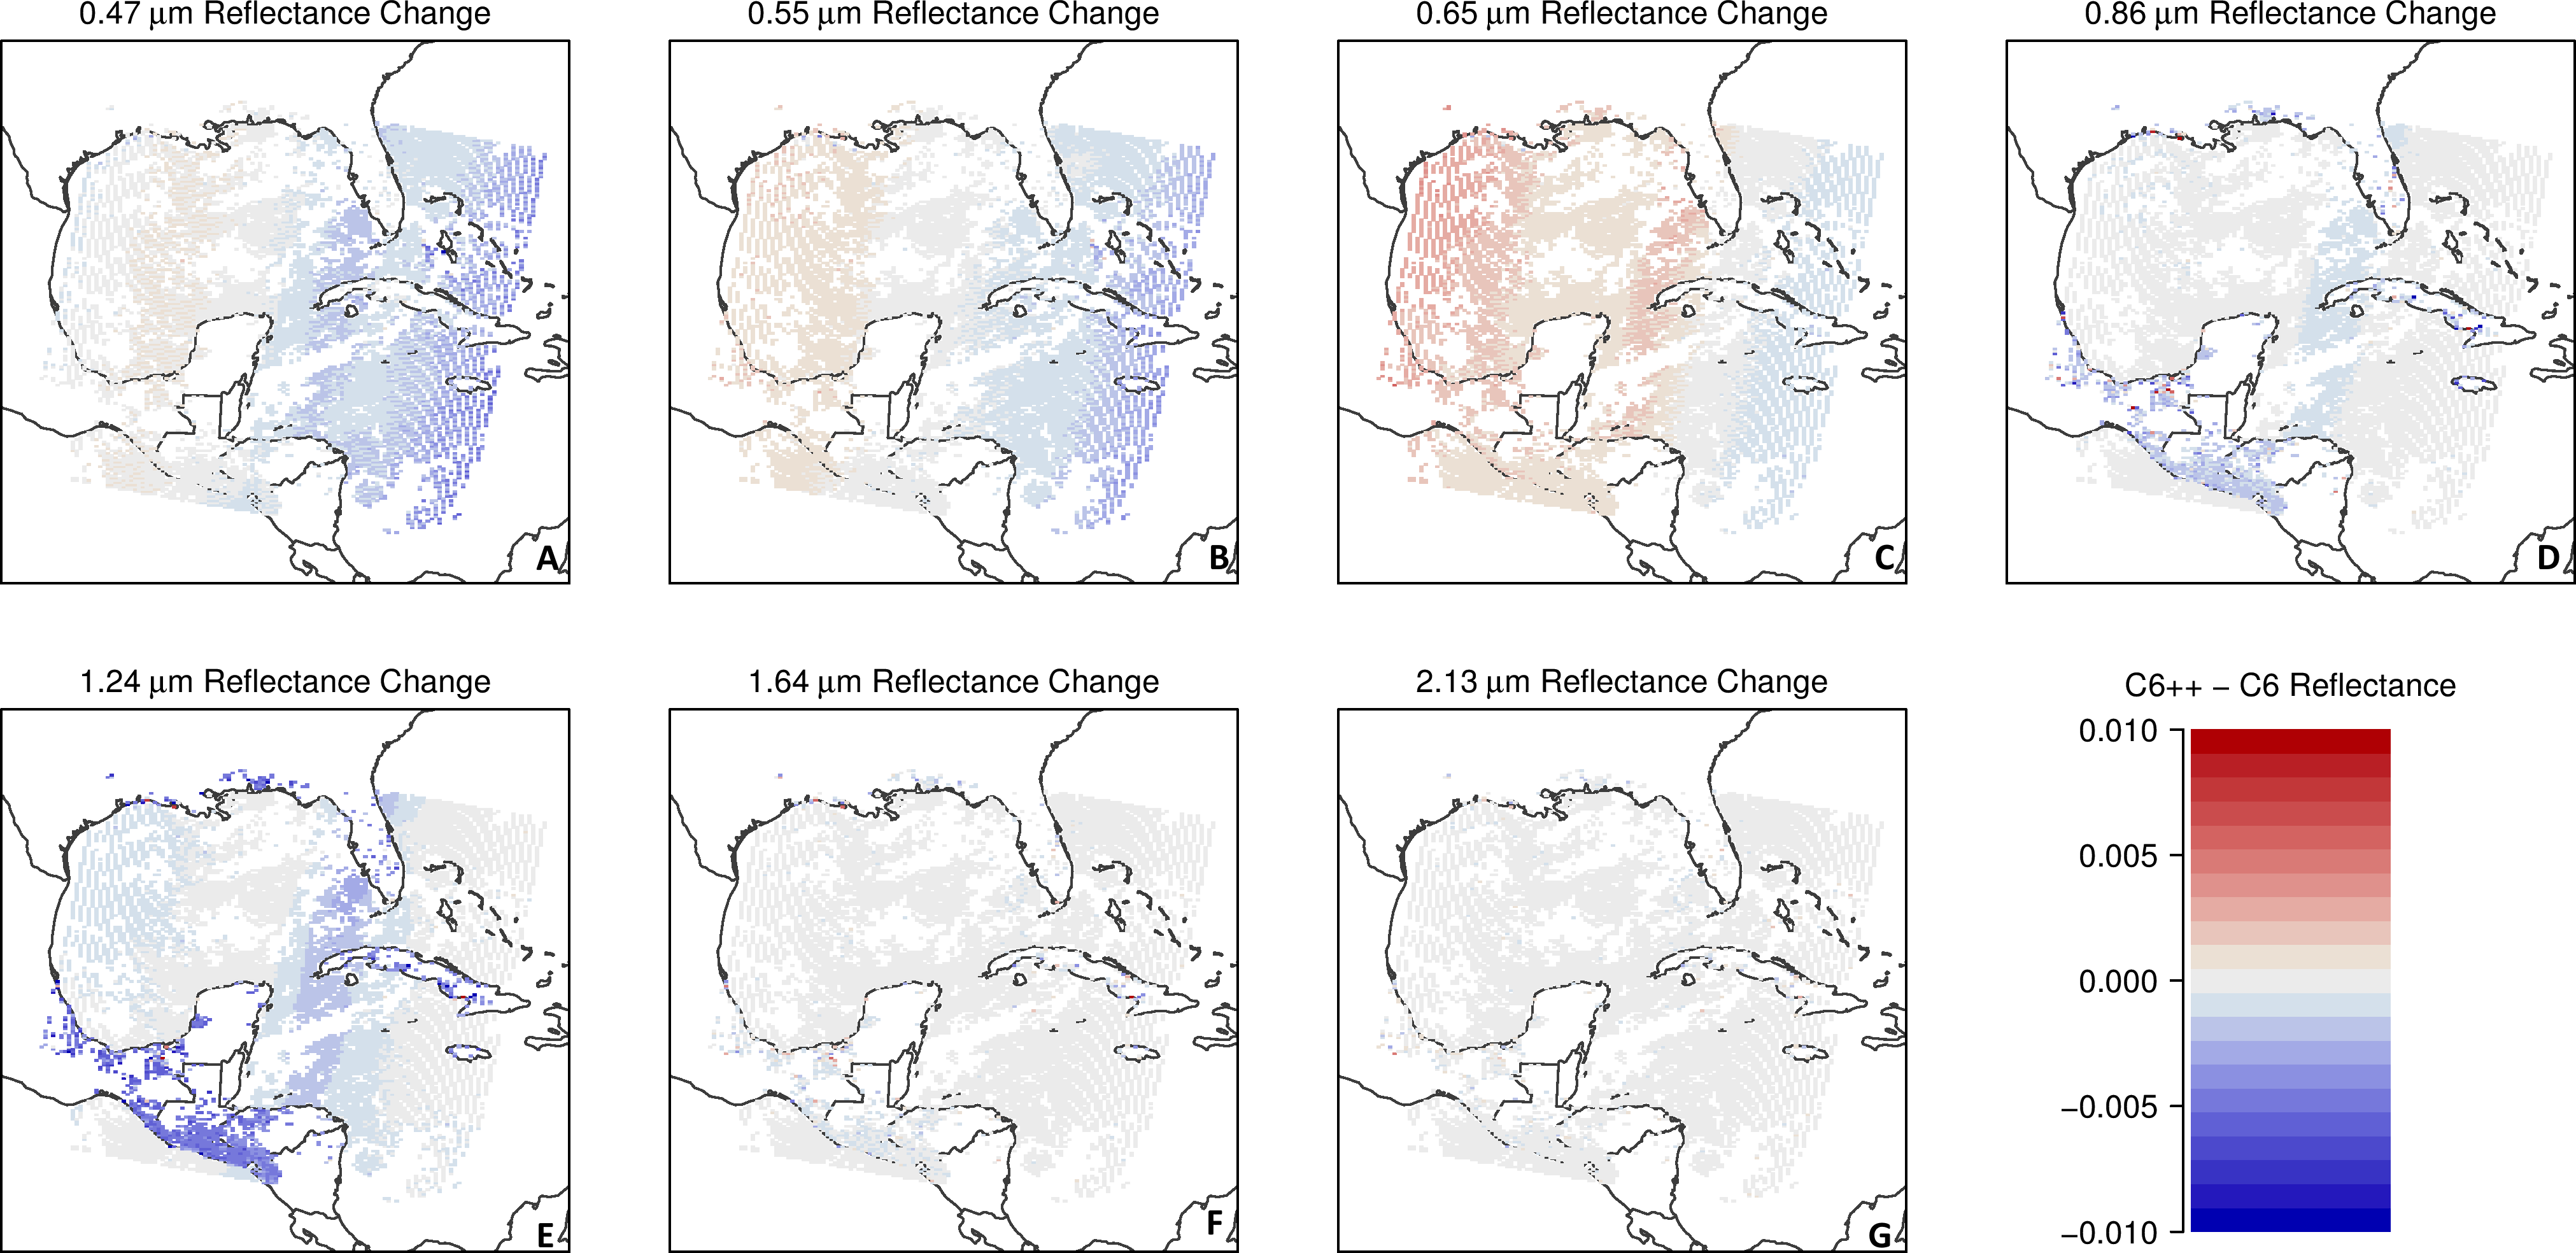 0.47 μm Reflectance Change
0.55 μm Reflectance Change
0.65 μm Reflectance Change
0.86 μm Reflectance Change
A
B
C
D
1.24 μm Reflectance Change
1.64 μm Reflectance Change
2.13 μm Reflectance Change
C6++ − C6 Reflectance
0.010
0.005
0.000
−0.005
−0.010
E
F
G